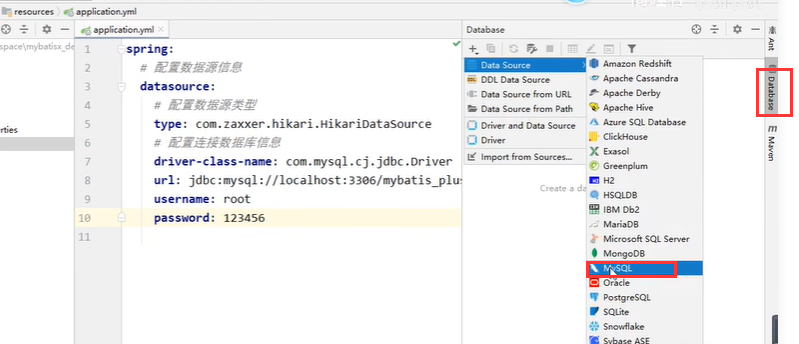 resources application.yml
space\mybatisx_de
erties
application.yml
1 spring:
2 # 配置数据源信息
3 datasource:
4 # 配置数据源类型
5 type: com.zaxxer.hikari.HikariDataSource
6 # 配置连接数据库信息
7 driver-class-name: com.mysql.cj.jdbc.Driver
8 url: jdbc:mysql://localhost:3306/mybatis_plu
9 username: root
10 password: 123456
11
Database
Data Source
DDL Data Source
Data Source from URL
Data Source from Path
Driver and Data Source
Driver
Import from Sources...
Create a da
Amazon Redshift
Apache Cassandra
Apache Derby
Apache Hive
Azure SQL Database
ClickHouse
Exasol
Greenplum
H2
HSQLDB
IBM Db2
MariaDB
Microsoft SQL Server
MongoDB
MySQL
Oracle
PostgreSQL
SQLite
Snowflake
Sybase ASE
Ant
Database
Maven